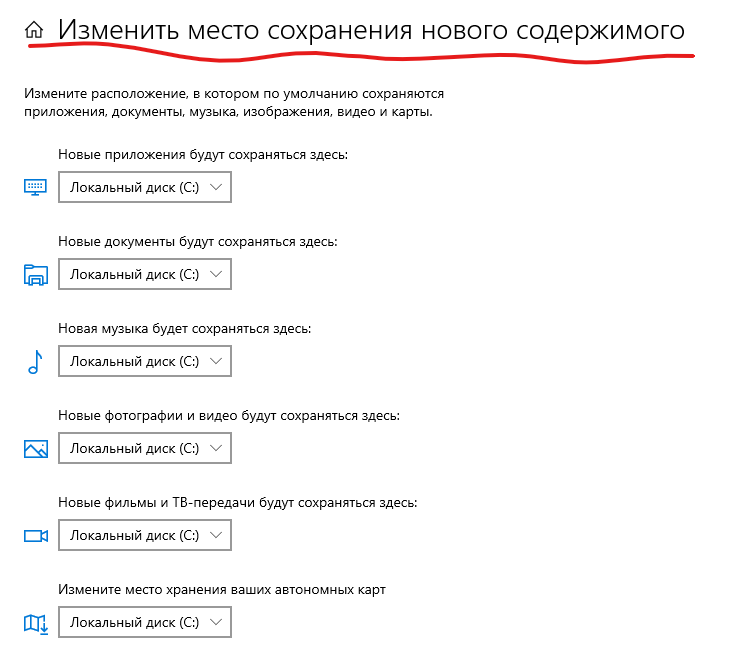 Изменить место сохранения нового содержимого
Измените расположение, в котором по умолчанию сохраняются
приложения, документы, музыка, изображения, видео и карты.
Новые приложения будут сохраняться здесь:
Локальный диск (C:)
Новые документы будут сохраняться здесь:
Локальный диск (C:)
Новая музыка будет сохраняться здесь:
Локальный диск (C:)
Новые фотографии и видео будут сохраняться здесь:
Локальный диск (C:)
Новые фильмы и ТВ-передачи будут сохраняться здесь:
Локальный диск (C:)
Измените место хранения ваших автономных карт
Локальный диск (C:)